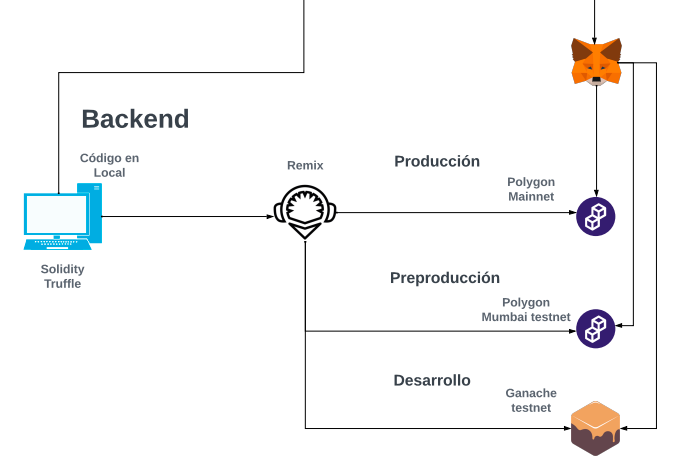 Backend
Código en
Local
Remix
Producción
Polygon
Mainnet
Solidity
Truffle
Preproducción
Polygon
Mumbai testnet
Desarrollo
Ganache
testnet